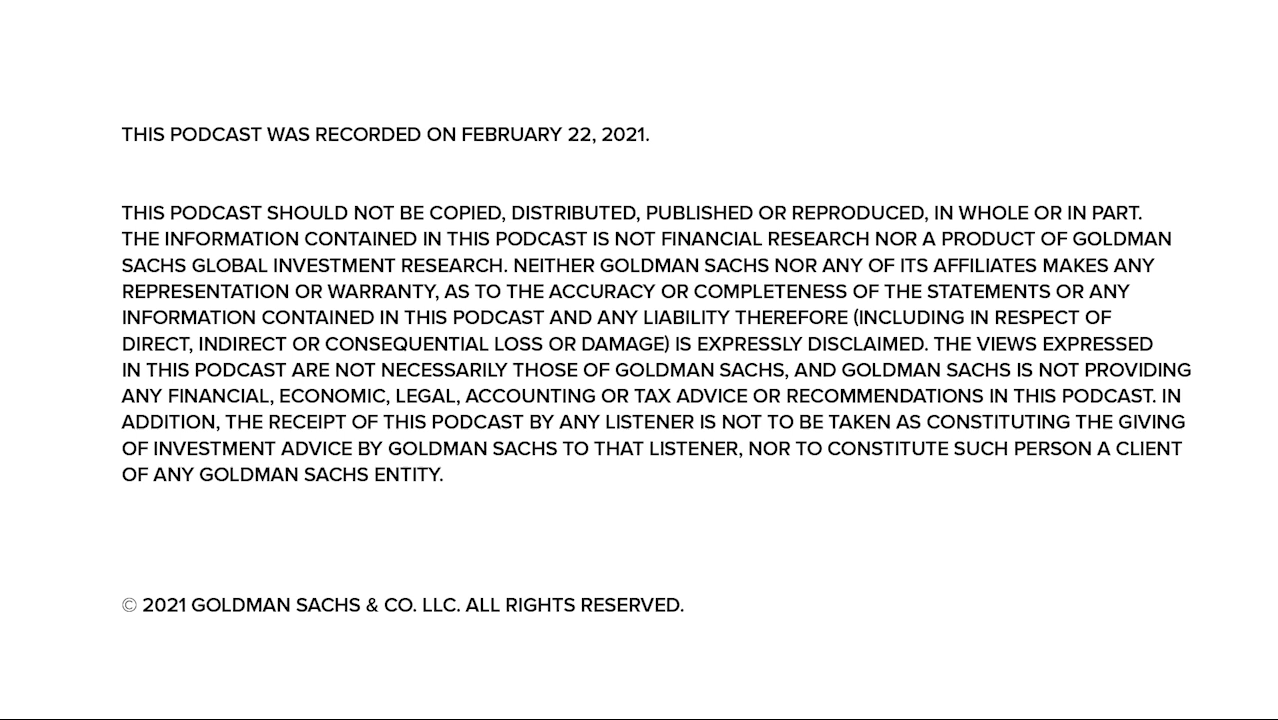 THIS PODCAST WAS RECORDED ON FEBRUARY 22, 2021.
THIS PODCAST SHOULD NOT BE COPIED, DISTRIBUTED, PUBLISHED OR REPRODUCED, IN WHOLE OR IN PART.
THE INFORMATION CONTAINED IN THIS PODCAST IS NOT FINANCIAL RESEARCH NOR A PRODUCT OF GOLDMAN
SACHS GLOBAL INVESTMENT RESEARCH. NEITHER GOLDMAN SACHS NOR ANY OF ITS AFFILIATES MAKES ANY
REPRESENTATION OR WARRANTY, AS TO THE ACCURACY OR COMPLETENESS OF THE STATEMENTS OR ANY
INFORMATION CONTAINED IN THIS PODCAST AND ANY LIABILITY THEREFORE (INCLUDING IN RESPECT OF
DIRECT, INDIRECT OR CONSEQUENTIAL LOSS OR DAMAGE) IS EXPRESSLY DISCLAIMED. THE VIEWS EXPRESSED
IN THIS PODCAST ARE NOT NECESSARILY THOSE OF GOLDMAN SACHS, AND GOLDMAN SACHS IS NOT PROVIDING
ANY FINANCIAL, ECONOMIC, LEGAL, ACCOUNTING OR TAX ADVICE OR RECOMMENDATIONS IN THIS PODCAST. IN
ADDITION, THE RECEIPT OF THIS PODCAST BY ANY LISTENER IS NOT TO BE TAKEN AS CONSTITUTING THE GIVING
OF INVESTMENT ADVICE BY GOLDMAN SACHS TO THAT LISTENER, NOR TO CONSTITUTE SUCH PERSON A CLIENT
OF ANY GOLDMAN SACHS ENTITY.
© 2021 GOLDMAN SACHS & CO. LLC. ALL RIGHTS RESERVED.